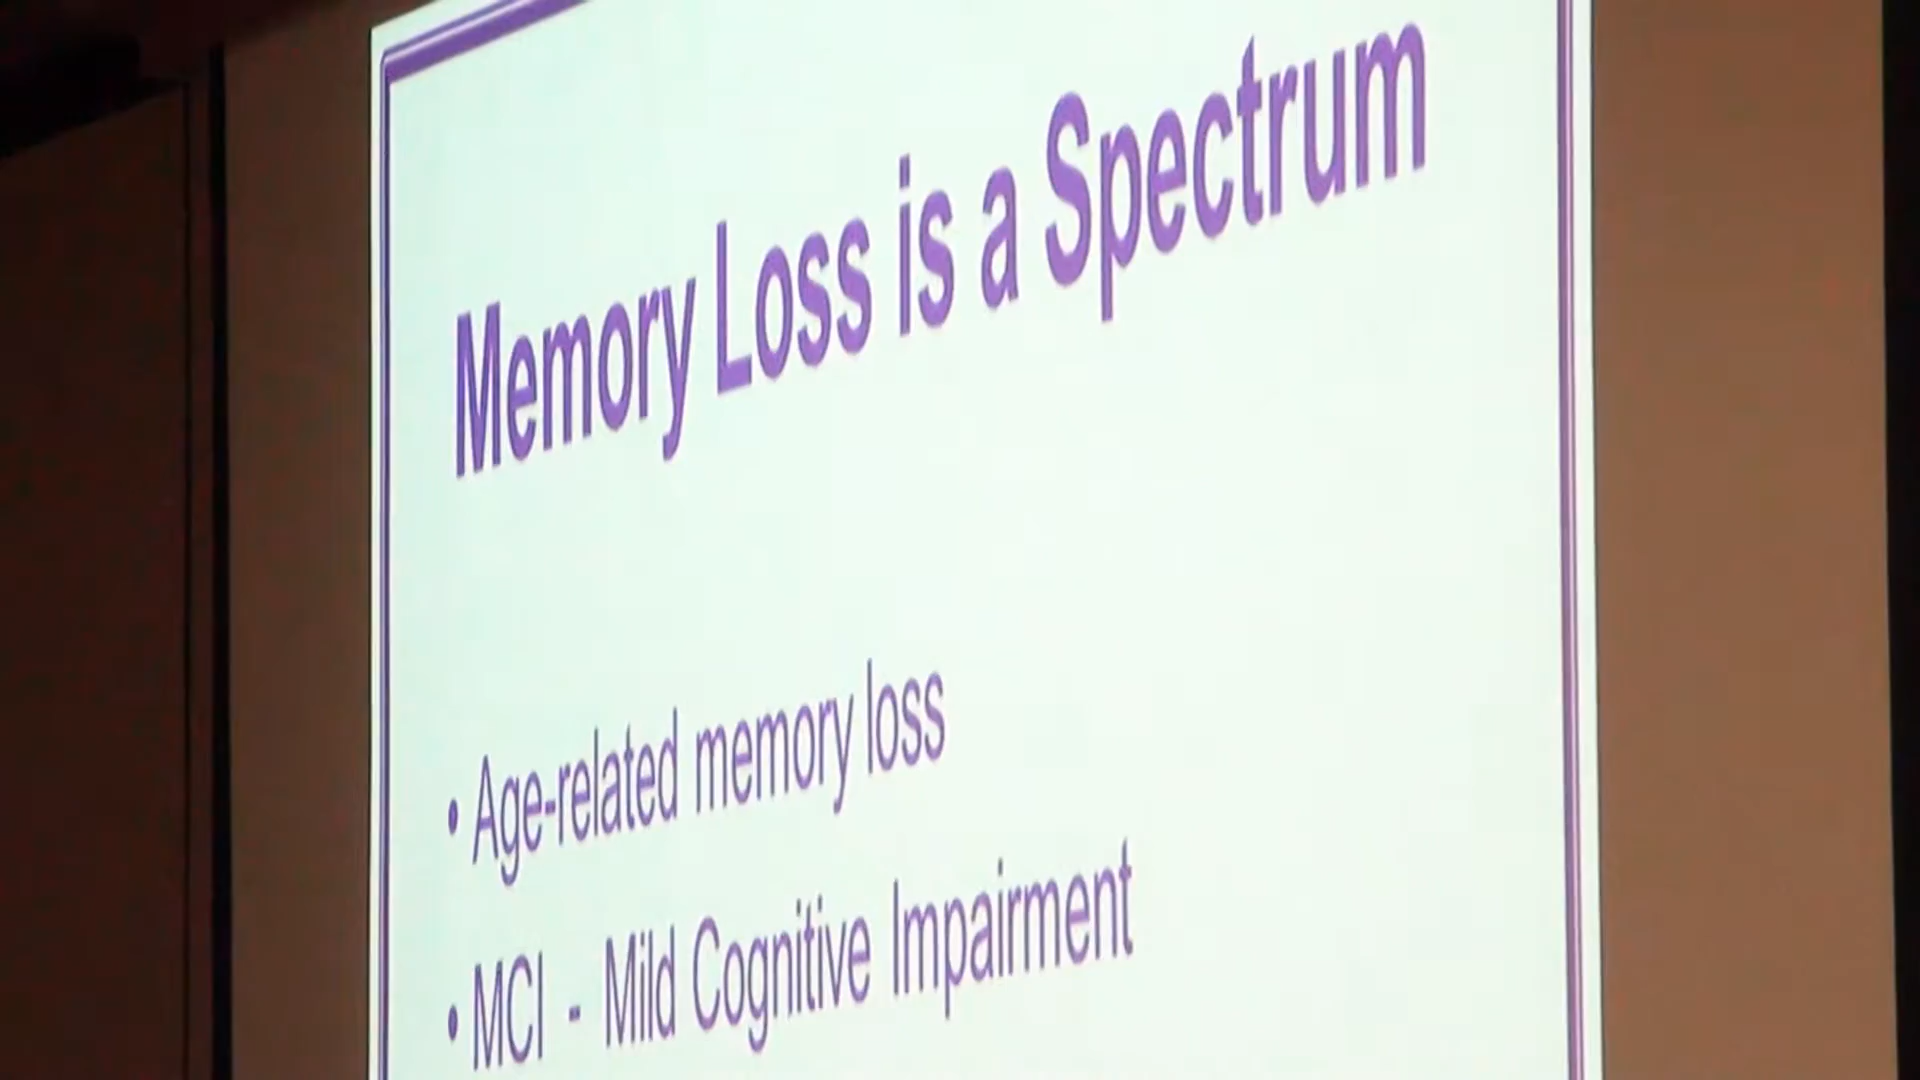 Memory Loss is a Spectrum
• Age-related memory loss
• MCI - Mild Cognitive Impairment